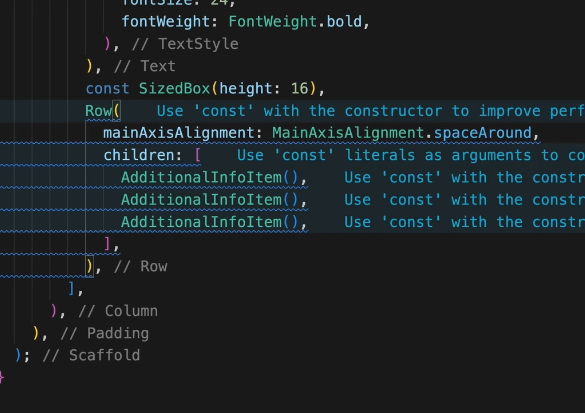 fontSize: 24,
fontWeight: FontWeight.bold,
), // TextStyle
), // Text
const SizedBox(height: 16),
Row( Use 'const' with the constructor to improve perf
mainAxisAlignment: MainAxisAlignment.spaceAround,
children: [ Use 'const' literals as arguments to co
AdditionalInfoItem(), Use 'const' with the constr
AdditionalInfoItem(), Use 'const' with the constr
AdditionalInfoItem(), Use 'const' with the constr
],
), // Row
],
), // Column
), // Padding
); // Scaffold
}